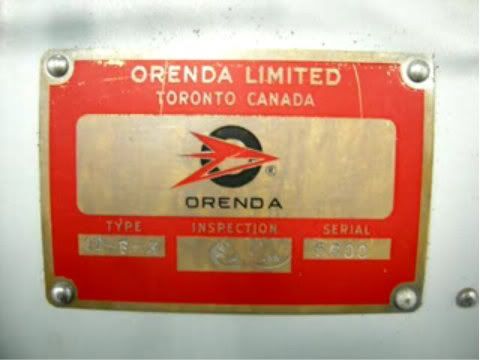 ORENDA LIMITED
TORONTO CANADA
®
ORENDA
TYPE INSPECTION SERIAL